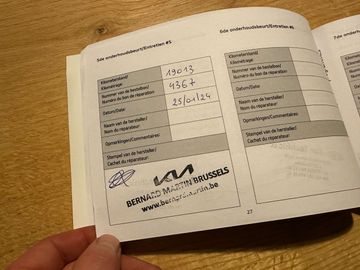 5de onderhoudsbeurt/Entretien #5
Kilometerstand/
Kilométrage:
19013
Nummer van de herstelbon/
Numéro du bon de réparation
4367
Datum/Date:
25/01/24
Naam van de hersteller/
Nom du réparateur:
Opmerkingen/Commentaires:
Stempel van de hersteller/
Cachet du réparateur:
KIA
BERNARD MARTIN BRUSSELS
www.bernardmartin.be
6de onderhoudsbeurt/Entretien #6
Kilometerstand/
Kilométrage:
Nummer van de herstelbon/
Numéro du bon de réparation
Datum/Date:
Naam van de hersteller/
Nom du réparateur:
Opmerkingen/Commentaires:
Stempel van de hersteller/
Cachet du réparateur:
27